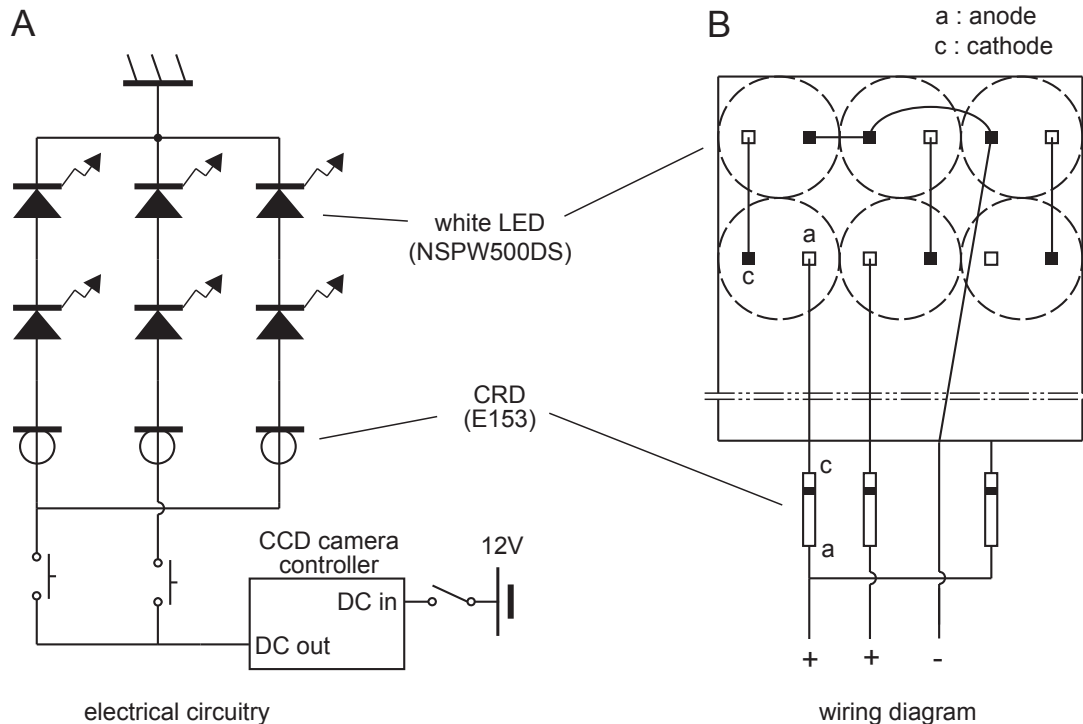 A
B
a : anode
c : cathode
white LED
(NSPW500DS)
a
c
CRD
(E153)
c
a
CCD camera
controller
12V
DC in
DC out
+ + -
electrical circuitry
wiring diagram